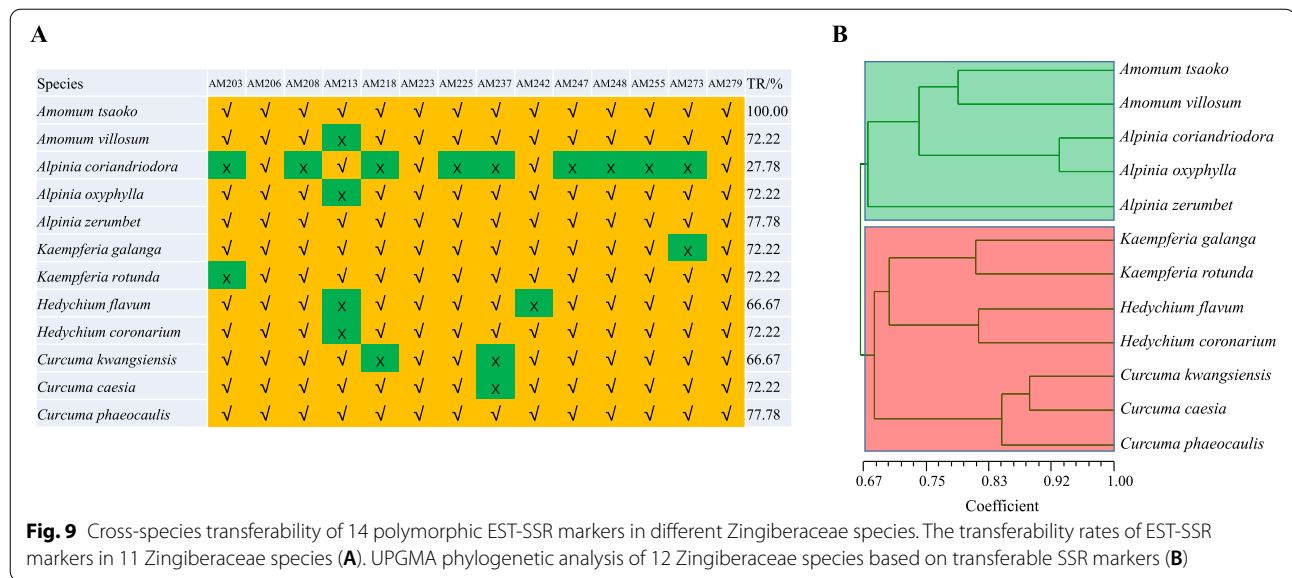 A
Species AM203 AM206 AM208 AM213 AM218 AM223 AM225 AM237 AM242 AM247 AM248 AM255 AM273 AM279 TR/%
Amomum tsaoko √ √ √ √ √ √ √ √ √ √ √ √ √ √ 100.00
Amomum villosum √ √ √ x √ √ √ √ √ √ √ √ √ √ 72.22
Alpinia coriandriodora x √ x √ x √ x x √ x x x x √ 27.78
Alpinia oxyphylla √ √ √ x √ √ √ √ √ √ √ √ √ √ 72.22
Alpinia zerumbet √ √ √ √ √ √ √ √ √ √ √ √ √ √ 77.78
Kaempferia galanga √ √ √ √ √ √ √ √ √ √ √ √ x √ 72.22
Kaempferia rotunda x √ √ √ √ √ √ √ √ √ √ √ √ √ 72.22
Hedychium flavum √ √ √ x √ √ √ √ x √ √ √ √ √ 66.67
Hedychium coronarium √ √ √ x √ √ √ √ √ √ √ √ √ √ 72.22
Curcuma kwangsiensis √ √ √ √ x √ √ x √ √ √ √ √ √ 66.67
Curcuma caesia √ √ √ √ √ √ √ x √ √ √ √ √ √ 72.22
Curcuma phaeocaulis √ √ √ √ √ √ √ √ √ √ √ √ √ √ 77.78
B
Amomum tsaoko
Amomum villosum
Alpinia coriandriodora
Alpinia oxyphylla
Alpinia zerumbet
Kaempferia galanga
Kaempferia rotunda
Hedychium flavum
Hedychium coronarium
Curcuma kwangsiensis
Curcuma caesia
Curcuma phaeocaulis
0.67 0.75 0.83 0.92 1.00
Coefficient
Fig. 9 Cross-species transferability of 14 polymorphic EST-SSR markers in different Zingiberaceae species. The transferability rates of EST-SSR
markers in 11 Zingiberaceae species (A). UPGMA phylogenetic analysis of 12 Zingiberaceae species based on transferable SSR markers (B)